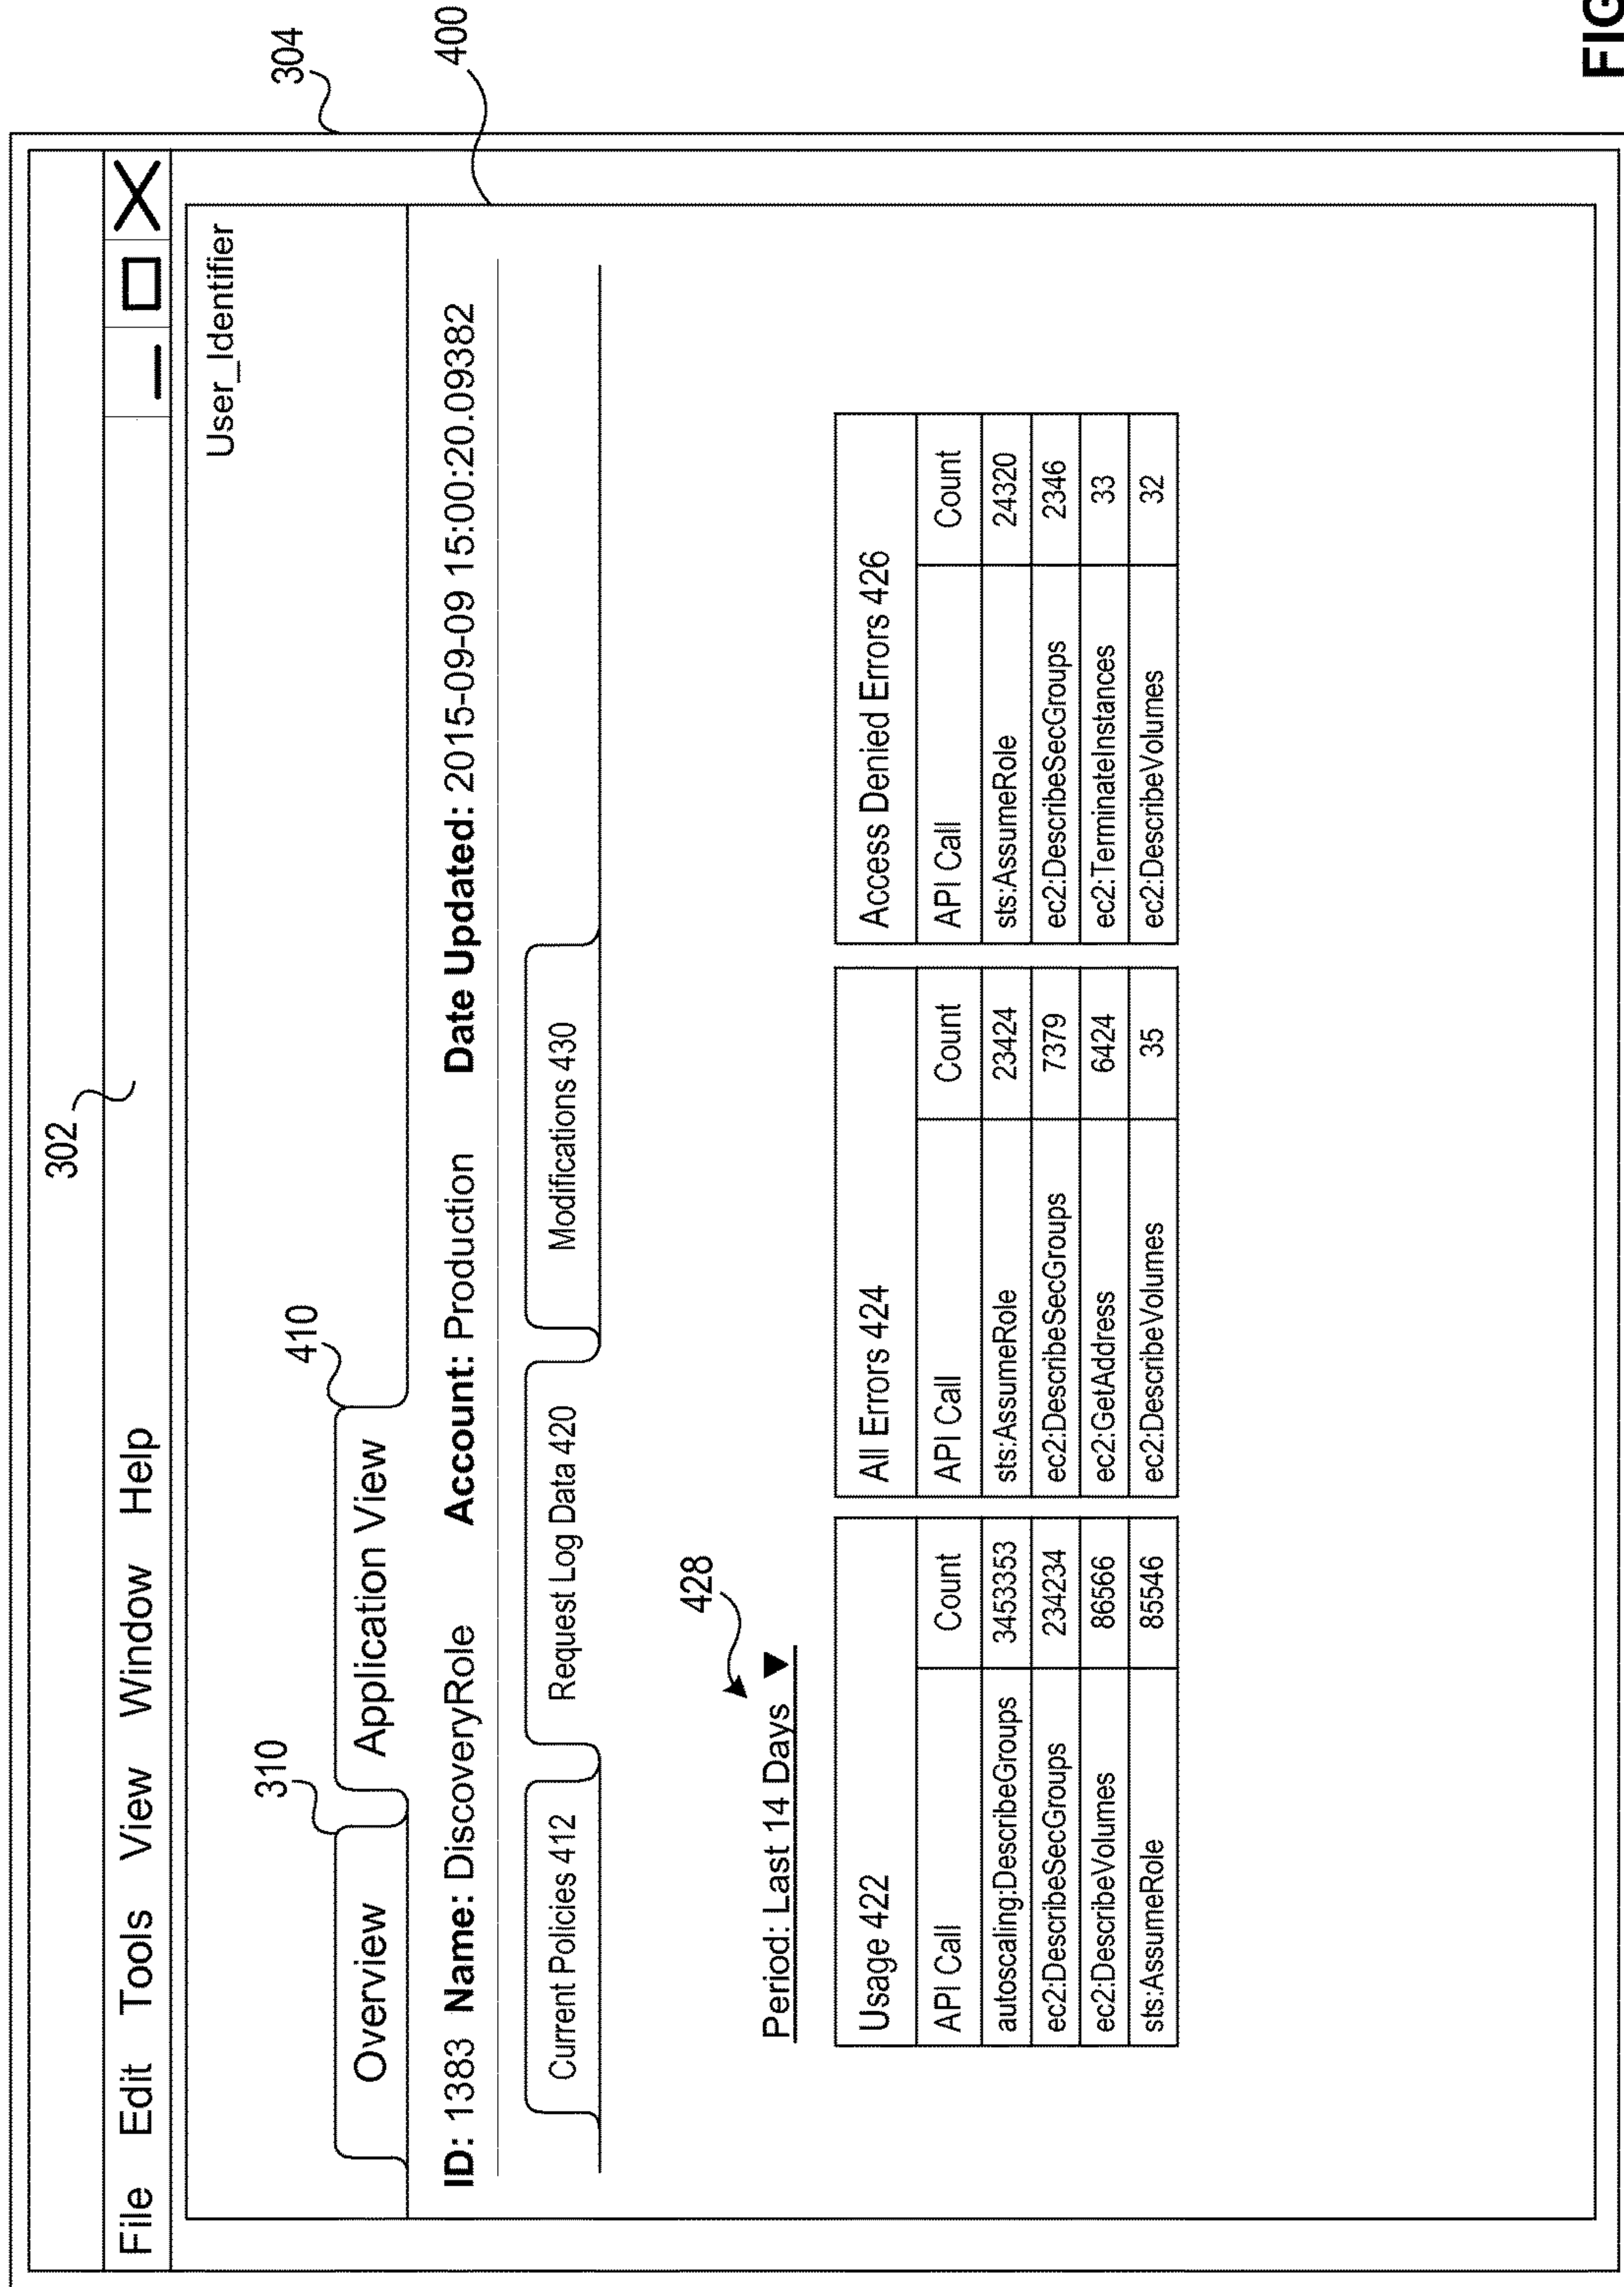 302
304
File Edit Tools View Window Help
User_Identifier
310
410
Overview
Application View
400
ID: 1383 Name: DiscoveryRole Account: Production Date Updated: 2015-09-09 15:00:20.09382
Current Policies 412
Request Log Data 420
Modifications 430
428
Period: Last 14 Days ▼
Usage 422
API Call Count
autoscaling:DescribeGroups 3453353
ec2:DescribeSecGroups 234234
ec2:DescribeVolumes 86566
sts:AssumeRole 85546
All Errors 424
API Call Count
sts:AssumeRole 23424
ec2:DescribeSecGroups 7379
ec2:GetAddress 6424
ec2:DescribeVolumes 35
Access Denied Errors 426
API Call Count
sts:AssumeRole 24320
ec2:DescribeSecGroups 2346
ec2:TerminateInstances 33
ec2:DescribeVolumes 32